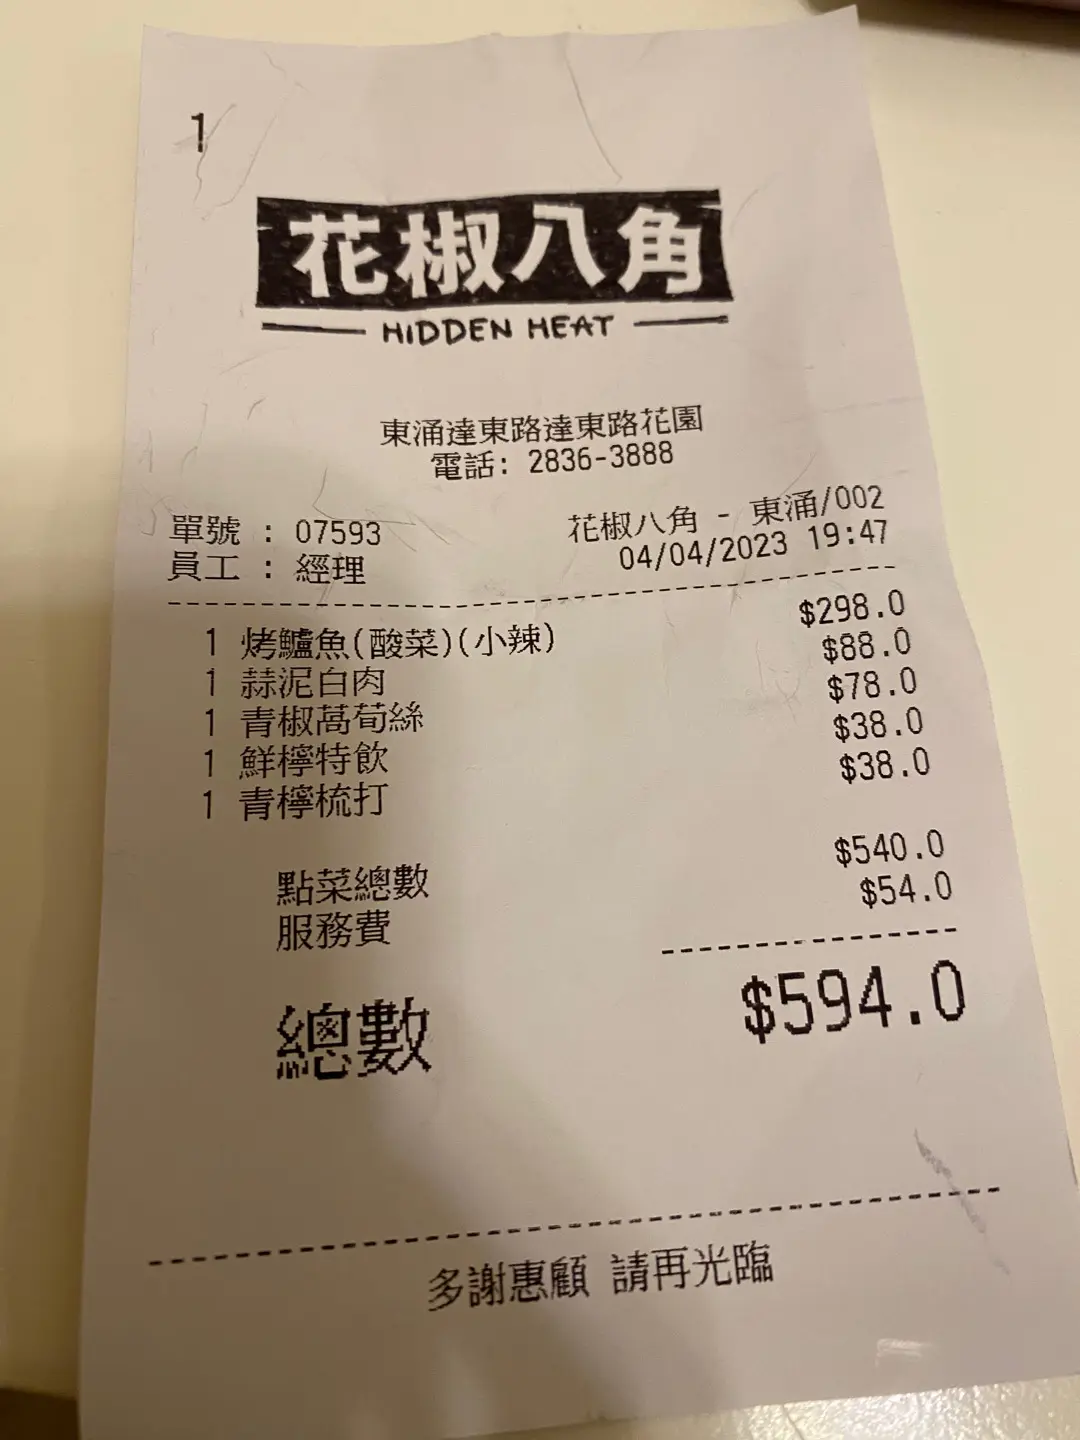 1
花椒八角
HIDDEN HEAT
東涌達東路達東路花園
電話: 2836-3888
單號 : 07593 花椒八角 - 東涌/002
員工 : 經理 04/04/2023 19:47
1 烤鱸魚(酸菜)(小辣) $298.0
1 蒜泥白肉 $88.0
1 青椒萵荀絲 $78.0
1 鮮檸特飲 $38.0
1 青檸梳打 $38.0
點菜總數 $540.0
服務費 $54.0
總數 $594.0
多謝惠顧 請再光臨